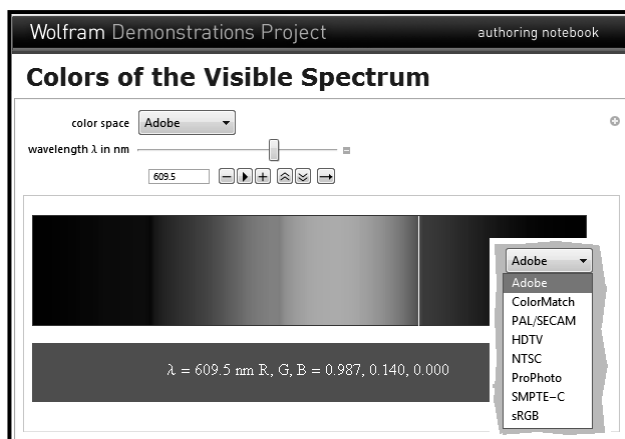 Wolfram Demonstrations Project authoring notebook
Colors of the Visible Spectrum
color space Adobe
wavelength λ in nm
609.5
λ = 609.5 nm R, G, B = 0.987, 0.140, 0.000
Adobe
Adobe
ColorMatch
PAL/SECAM
HDTV
NTSC
ProPhoto
SMPTE−C
sRGB